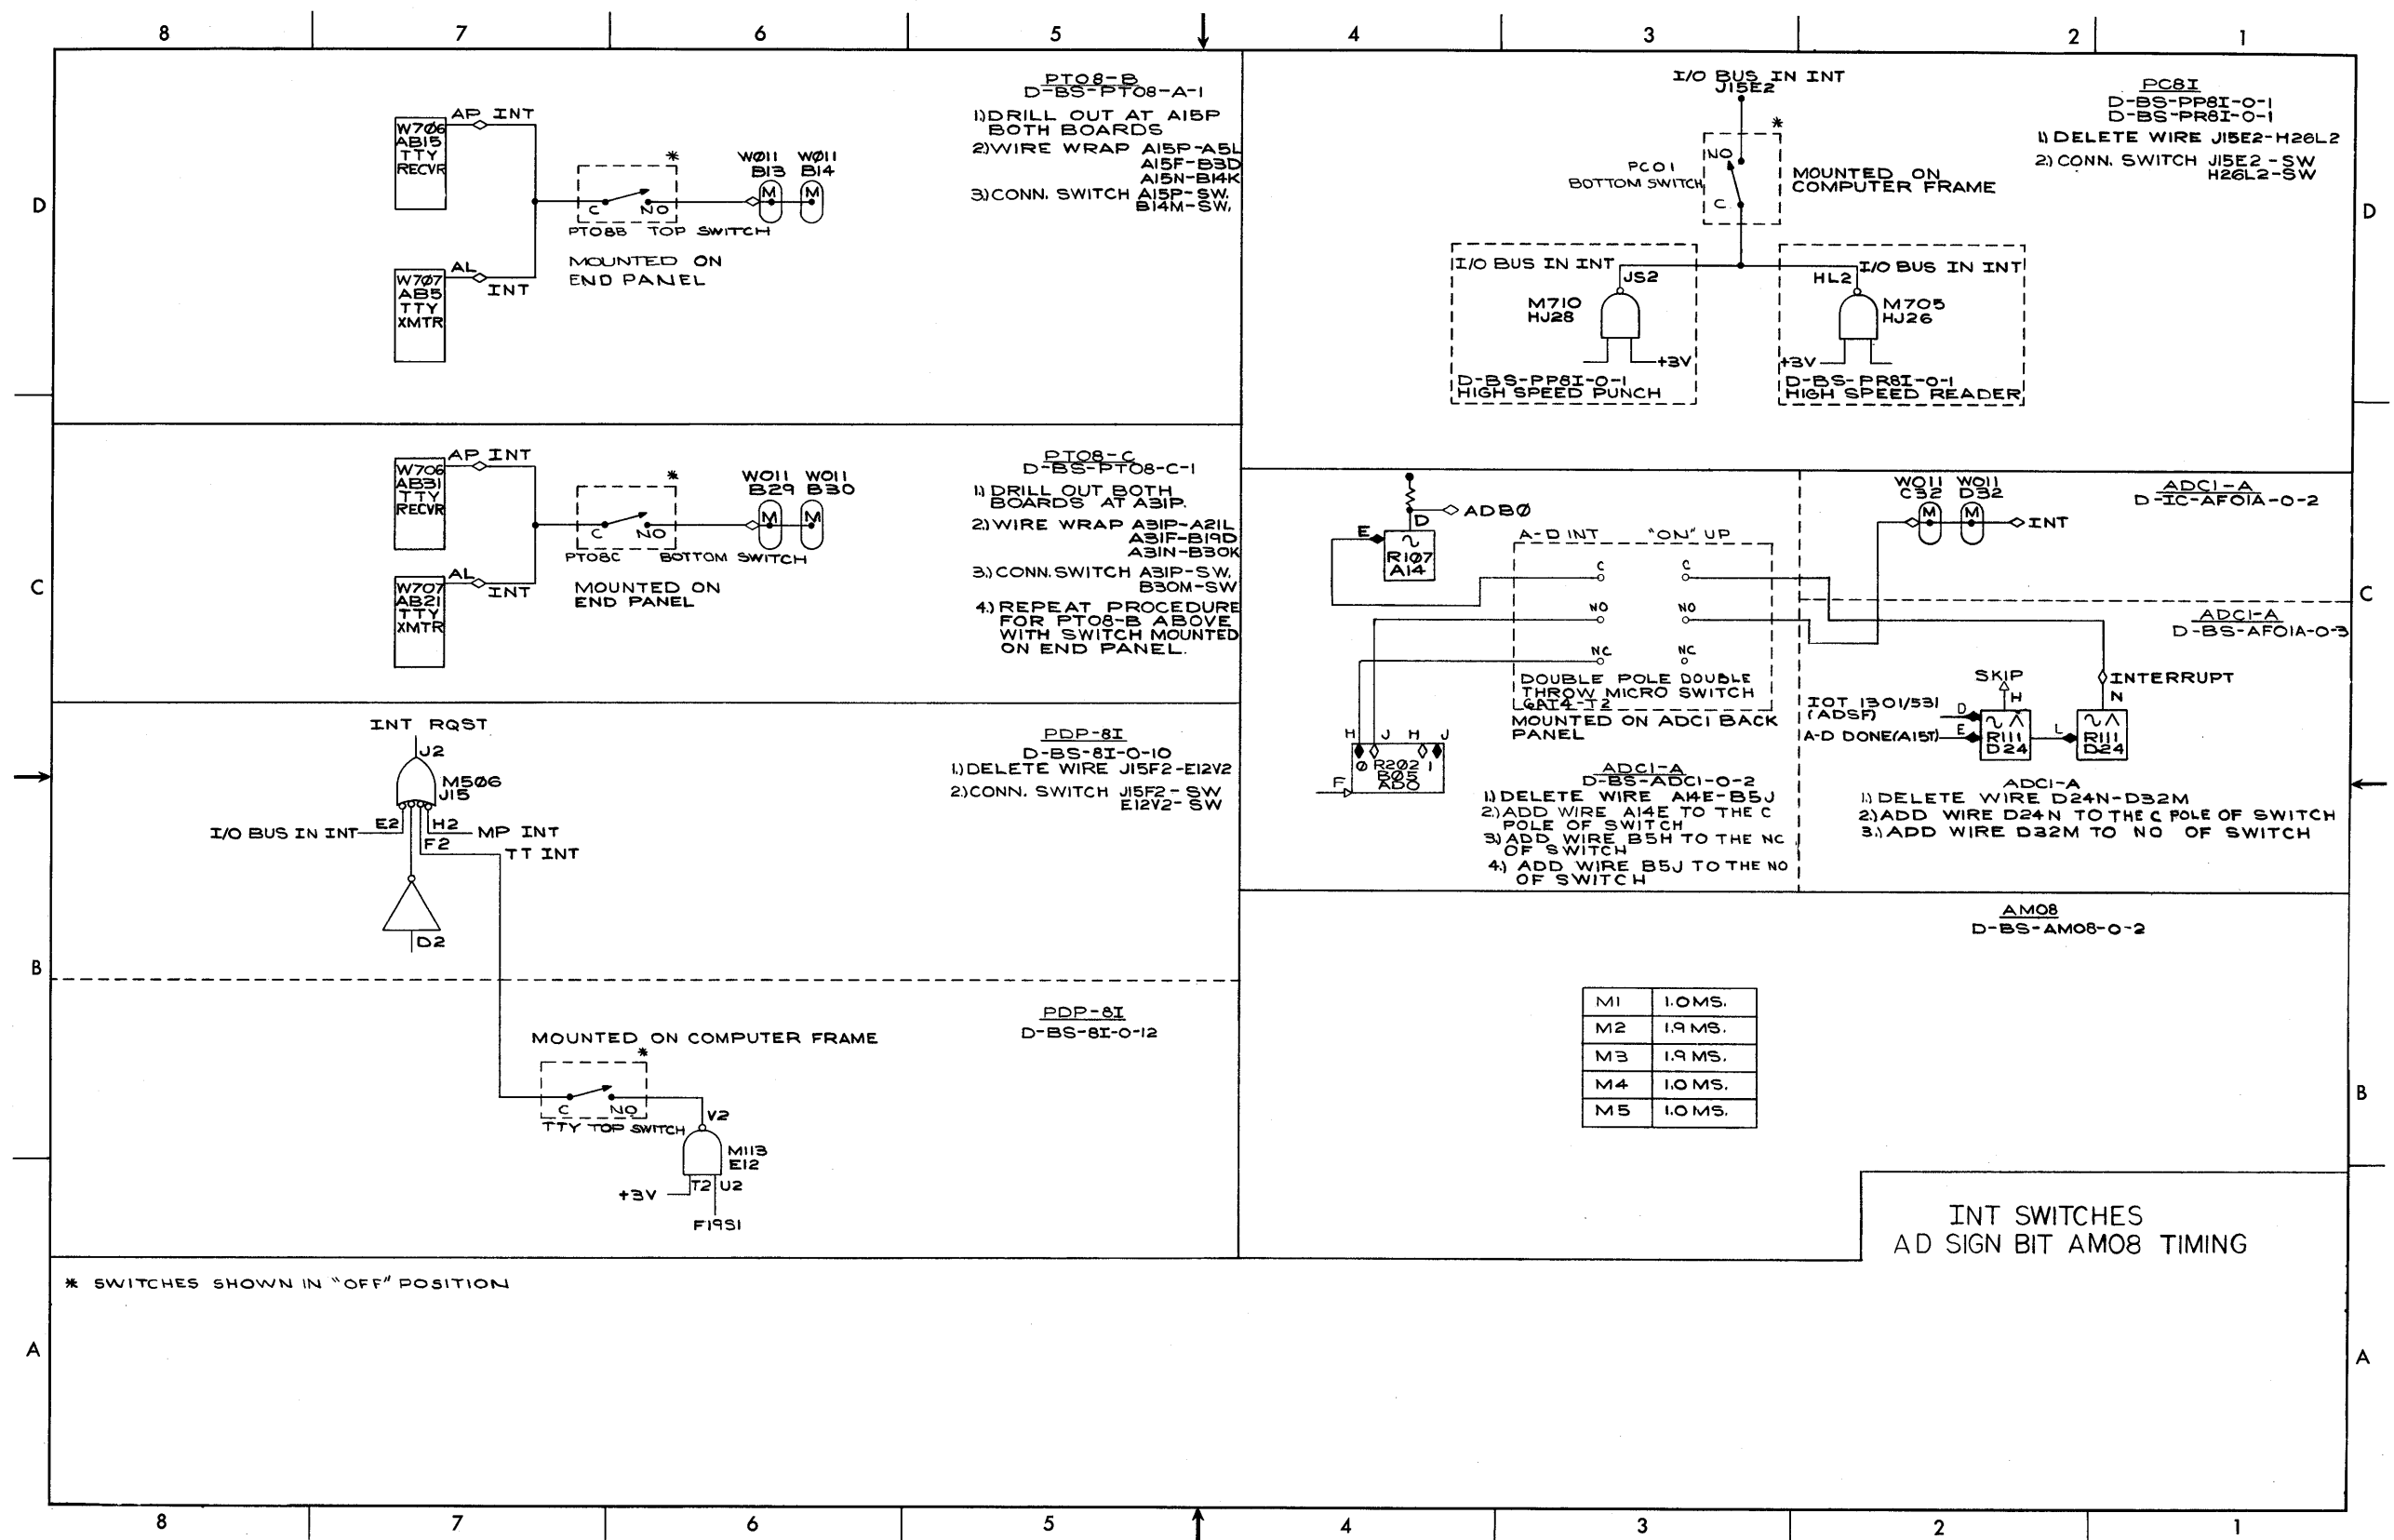 8 7 6 5 4 3 2 1
D
PT08-B
D-BS-PT08-A-1
1.) DRILL OUT AT A15P
BOTH BOARDS
2.) WIRE WRAP A15P-A5L
A15F-B3D
A15N-B14K
3.) CONN. SWITCH A15P-SW.
B14M-SW.
AP INT
W7Ø6
AB15
TTY
RECVR
*
WØ11 WØ11
B13 B14
M M
C NO
PT08B TOP SWITCH
MOUNTED ON
END PANEL
AL
INT
W7Ø7
AB5
TTY
XMTR
I/O BUS IN INT
J15E2
*
NO
PC01
BOTTOM SWITCH
C
MOUNTED ON
COMPUTER FRAME
PC8I
D-BS-PP8I-O-1
D-BS-PR8I-O-1
1.) DELETE WIRE J15E2-H26L2
2.) CONN. SWITCH J15E2-SW
H26L2-SW
D
I/O BUS IN INT
JS2
M710
HJ28
+3V
D-BS-PP8I-O-1
HIGH SPEED PUNCH
I/O BUS IN INT
HL2
M705
HJ26
+3V
D-BS-PR8I-O-1
HIGH SPEED READER
C
AP INT
W706
AB31
TTY
RECVR
*
W011 W011
B29 B30
M M
C NO
PT08C BOTTOM SWITCH
MOUNTED ON
END PANEL
AL
INT
W707
AB21
TTY
XMTR
PT08-C
D-BS-PT08-C-1
1.) DRILL OUT BOTH
BOARDS AT A31P.
2.) WIRE WRAP A31P-A21L
A31F-B19D
A31N-B30K
3.) CONN. SWITCH A31P-SW.
B30M-SW
4.) REPEAT PROCEDURE
FOR PT08-B ABOVE
WITH SWITCH MOUNTED
ON END PANEL.
ADBØ
D
E
R107
A14
A-D INT "ON" UP
C C
NO NO
NC NC
DOUBLE POLE DOUBLE
THROW MICRO SWITCH
6AT4-T2
MOUNTED ON ADC1 BACK
PANEL
H J H J
0 R202 1
BØ5
ADO
F
ADC1-A
D-BS-ADC1-O-2
1.) DELETE WIRE A14E-B5J
2.) ADD WIRE A14E TO THE C
POLE OF SWITCH
3.) ADD WIRE B5H TO THE NC
OF SWITCH
4.) ADD WIRE B5J TO THE NO
OF SWITCH
W011 W011
C32 D32
M M
INT
ADC1-A
D-IC-AF01A-O-2
C
ADC1-A
D-BS-AF01A-O-3
SKIP
H
IOT 1301/531
(ADSF)
D
A-D DONE(A15T)
E
R111
D24
L
R111
D24
INTERRUPT
N
ADC1-A
1.) DELETE WIRE D24N-D32M
2.) ADD WIRE D24N TO THE C POLE OF SWITCH
3.) ADD WIRE D32M TO NO OF SWITCH
INT RQST
J2
M506
J15
E2 H2
F2
I/O BUS IN INT
MP INT
TT INT
D2
PDP-8I
D-BS-8I-O-10
1.) DELETE WIRE J15F2-E12V2
2.) CONN. SWITCH J15F2-SW
E12V2-SW
B
PDP-8I
D-BS-8I-O-12
MOUNTED ON COMPUTER FRAME
*
C NO
TTY TOP SWITCH
V2
M113
E12
T2 U2
+3V
F19S1
AM08
D-BS-AM08-O-2
M1 1.0 MS.
M2 1.9 MS.
M3 1.9 MS.
M4 1.0 MS.
M5 1.0 MS.
B
INT SWITCHES
AD SIGN BIT AM08 TIMING
* SWITCHES SHOWN IN "OFF" POSITION
A A
8 7 6 5 4 3 2 1